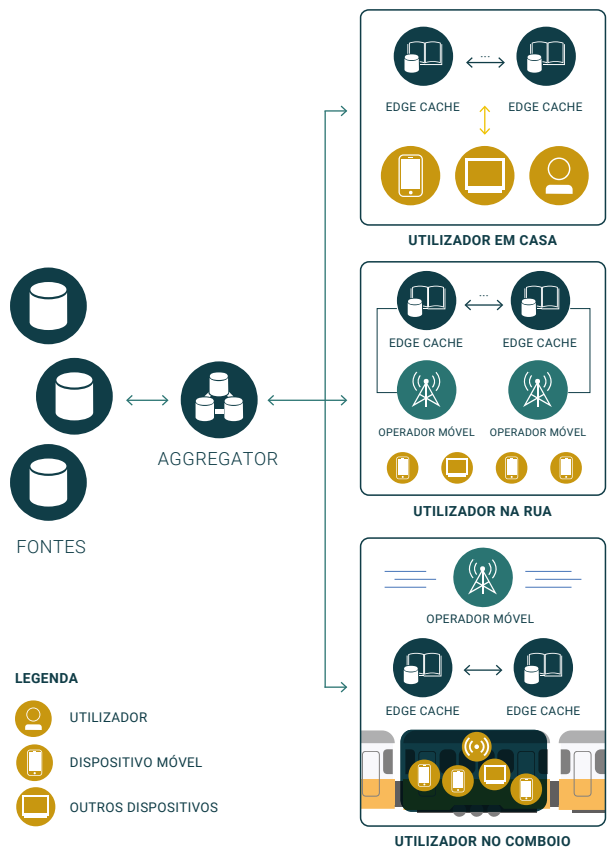 EDGE CACHE
EDGE CACHE
UTILIZADOR EM CASA
EDGE CACHE
EDGE CACHE
OPERADOR MÓVEL
OPERADOR MÓVEL
UTILIZADOR NA RUA
AGGREGATOR
FONTES
OPERADOR MÓVEL
EDGE CACHE
EDGE CACHE
UTILIZADOR NO COMBOIO
LEGENDA
UTILIZADOR
DISPOSITIVO MÓVEL
OUTROS DISPOSITIVOS